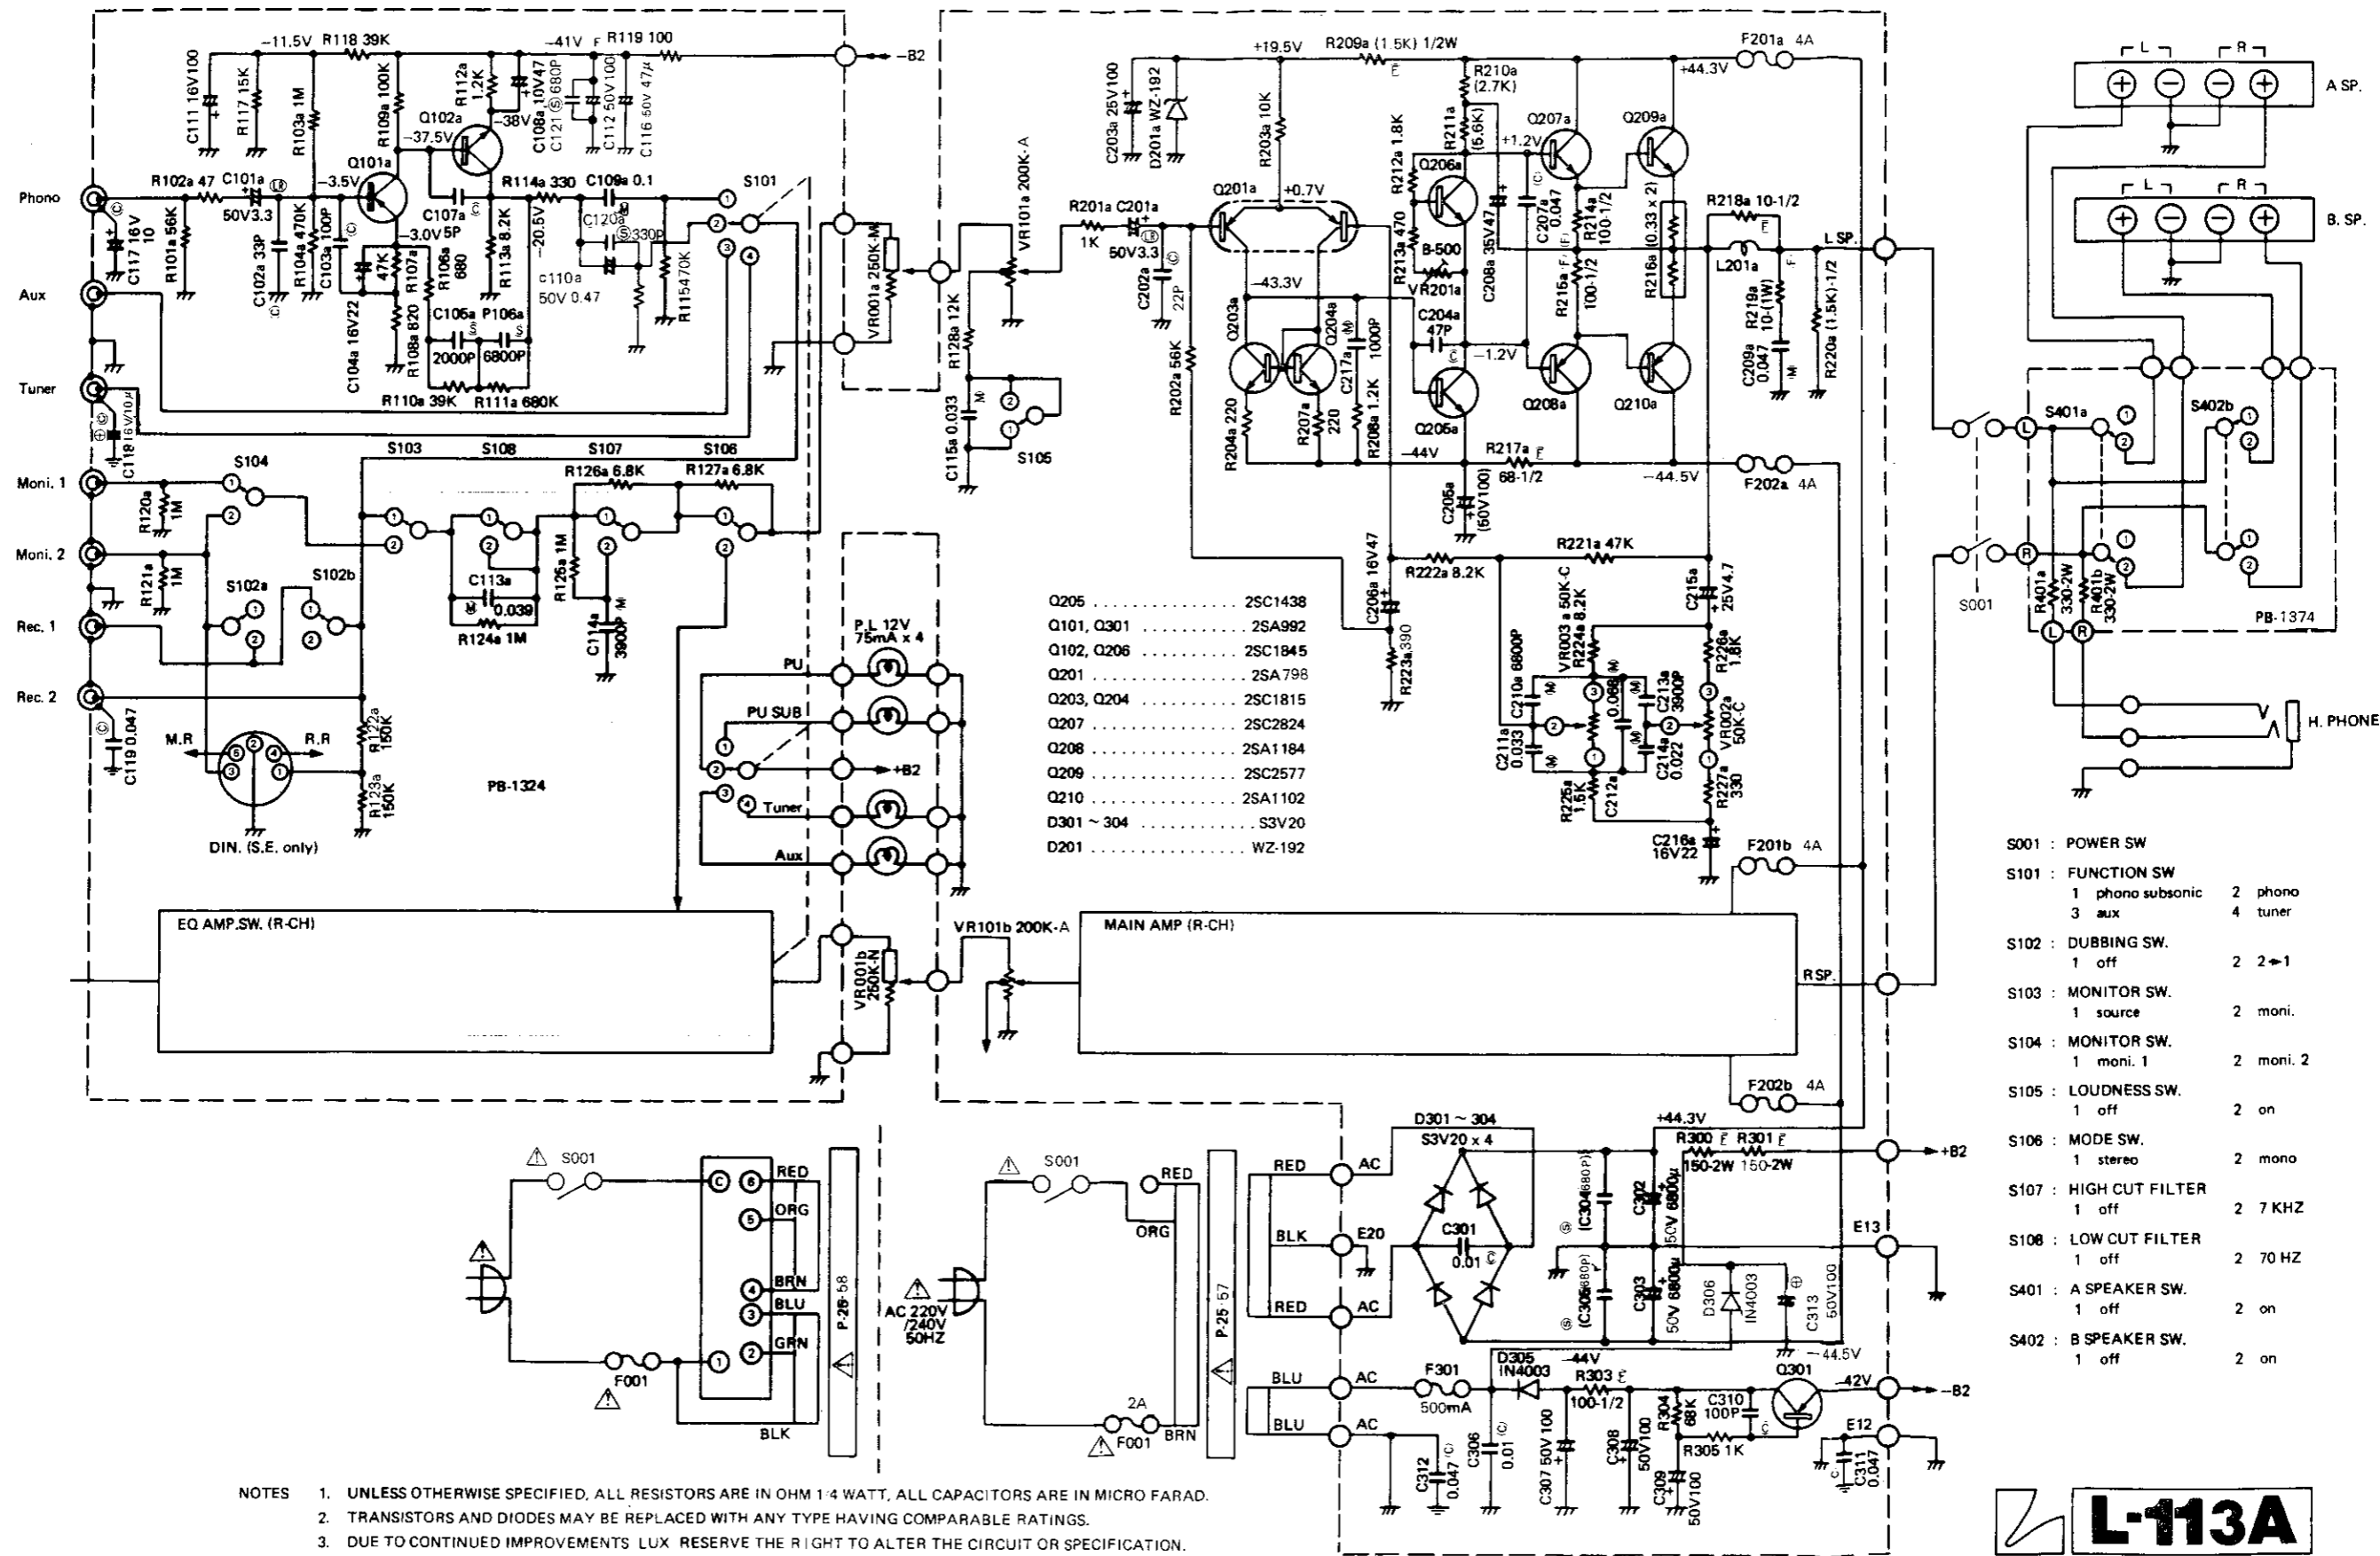 -11.5V
R118 39K
-41V
F
R119 100
-B2
C111 16V100
R117 15K
R103a 1M
R109a 100K
R112a
1.2K
C108a 10V47
C121 Ⓢ 680P
C112 50V100
C116 50V 47μ
Q102a
-38V
-37.5V
Q101a
Phono
R102a 47
C101a
50V3.3
-3.5V
R114a 330
C109a 0.1
S101
C117 16V
10
R101a 56K
C102a 33P
R104a 470K
C103a 100P
-3.0V
C107a
5P
47K
R107a
R106a
680
R113a 8.2K
-20.5V
C120a
330P
C110a
50V 0.47
R115 470K
Aux
C104a 16V22
R108a 820
C105a
2000P
P106a
6800P
R110a 39K
R111a 680K
Tuner
C118 16V/10μ
S104
S103
S108
S107
S106
R126a 6.8K
R127a 6.8K
Moni. 1
R120a
1M
Moni. 2
R121a
1M
S102a
S102b
C113a
0.039
R124a 1M
R125a 1M
C114a
3900P
Rec. 1
Rec. 2
C119 0.047
M.R
R.R
R122a
150K
R123a
150K
DIN. (S.E. only)
PB-1324
P.L 12V
75mA x 4
PU
PU SUB
+B2
Tuner
Aux
EQ AMP.SW. (R-CH)
VR001a 250K-N
VR001b
250K-N
VR101a 200K-A
VR101b 200K-A
R128a 12K
C115a 0.033
S105
+19.5V
R209a (1.5K) 1/2W
C203a 25V100
D201a WZ-192
R203a 10K
R210a
(2.7K)
R211a
(5.6K)
R212a 1.8K
R213a 470
Q206a
+1.2V
Q207a
Q209a
F201a 4A
+44.3V
Q201a
+0.7V
R201a
1K
C201a
50V3.3
C202a
22P
R202a 56K
B-500
VR201a
C208a 35V47
C207a
0.047
R214a
100-1/2
R215a
100-1/2
R216a (0.33 x 2)
R218a 10-1/2
L201a
L SP.
R219a
10-(1W)
C209a
0.047
R220a (1.5K)-1/2
-43.3V
Q203a
Q204a
C217a
1000P
C204a
47P
-1.2V
Q208a
Q210a
R204a 220
R207a
220
R208a 1.2K
Q205a
-44V
R217a
68-1/2
-44.5V
F202a 4A
C205a
(50V100)
R222a 8.2K
R221a 47K
C206a 16V47
R223a 390
C215a
25V4.7
VR003a 50K-C
R224a 8.2K
C210a 6800P
C211a
0.033
R225a
1.5K
C212a
0.068
C213a
3900P
C214a
0.022
R226a
1.8K
VR002a
50K-C
R227a
330
C216a
16V22
Q205 . . . . . . . . . . . . . . 2SC1438
Q101, Q301 . . . . . . . . . . . 2SA992
Q102, Q206 . . . . . . . . . . . 2SC1845
Q201 . . . . . . . . . . . . . . 2SA798
Q203, Q204 . . . . . . . . . . . 2SC1815
Q207 . . . . . . . . . . . . . . 2SC2824
Q208 . . . . . . . . . . . . . . 2SA1184
Q209 . . . . . . . . . . . . . . 2SC2577
Q210 . . . . . . . . . . . . . . 2SA1102
D301 ~ 304 . . . . . . . . . . . S3V20
D201 . . . . . . . . . . . . . . WZ-192
F201b 4A
MAIN AMP (R-CH)
R SP.
F202b 4A
L
R
A SP.
L
R
B. SP.
S401a
S402b
S001
R401a
330-2W
R401b
330-2W
PB-1374
H. PHONE
S001 : POWER SW
S101 : FUNCTION SW
1 phono subsonic 2 phono
3 aux 4 tuner
S102 : DUBBING SW.
1 off 2 2➔1
S103 : MONITOR SW.
1 source 2 moni.
S104 : MONITOR SW.
1 moni. 1 2 moni. 2
S105 : LOUDNESS SW.
1 off 2 on
S106 : MODE SW.
1 stereo 2 mono
S107 : HIGH CUT FILTER
1 off 2 7 KHZ
S108 : LOW CUT FILTER
1 off 2 70 HZ
S401 : A SPEAKER SW.
1 off 2 on
S402 : B SPEAKER SW.
1 off 2 on
S001
RED
ORG
BRN
BLU
GRN
BLK
F001
P-25-58
S001
RED
ORG
AC 220V
/240V
50HZ
2A
F001
BRN
P-25-57
RED
AC
BLK
E20
RED
AC
BLU
AC
BLU
AC
D301 ~ 304
S3V20 x 4
C301
0.01
+44.3V
R300
150-2W
R301
150-2W
+B2
(C304 680P)
C302
50V 6800μ
(C305 680P)
C303
50V 6800μ
D306
IN4003
C313
50V100
E13
-44.5V
F301
500mA
D305
IN4003
-44V
R303
100-1/2
C312
0.047
C306
0.01
C307 50V100
C308
50V100
R304
68K
C310
100P
R305 1K
C309
50V100
Q301
-42V
-B2
E12
C311
0.047
NOTES 1. UNLESS OTHERWISE SPECIFIED, ALL RESISTORS ARE IN OHM 1/4 WATT, ALL CAPACITORS ARE IN MICRO FARAD.
2. TRANSISTORS AND DIODES MAY BE REPLACED WITH ANY TYPE HAVING COMPARABLE RATINGS.
3. DUE TO CONTINUED IMPROVEMENTS LUX RESERVE THE RIGHT TO ALTER THE CIRCUIT OR SPECIFICATION.
L-113A